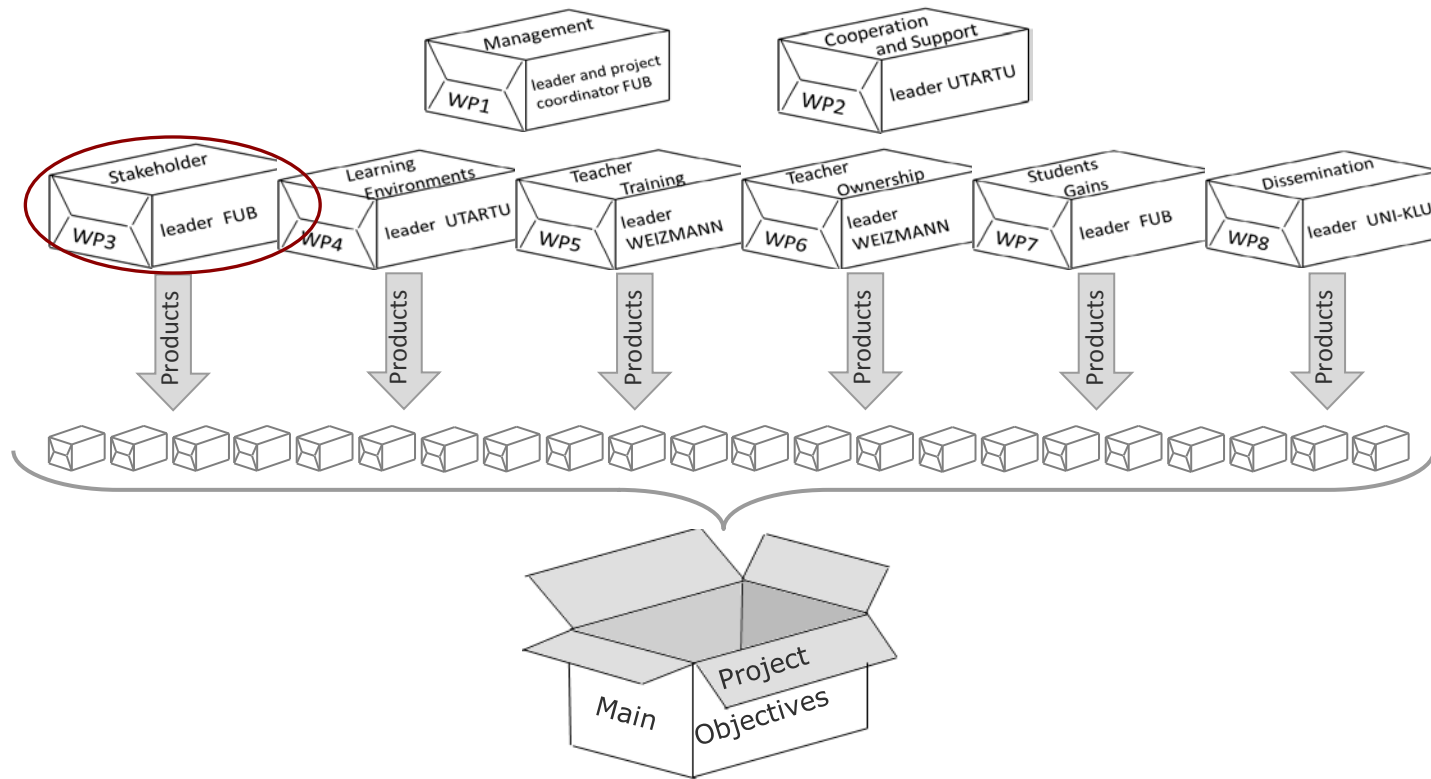 Management
leader and project
coordinator FUB
WP1
Cooperation
and Support
leader UTARTU
WP2
Stakeholder
leader FUB
WP3
Learning
Environments
leader UTARTU
WP4
Teacher
Training
leader
WEIZMANN
WP5
Teacher
Ownership
leader
WEIZMANN
WP6
Students
Gains
leader FUB
WP7
Dissemination
leader UNI-KLU
WP8
Products
Products
Products
Products
Products
Products
Main
Project
Objectives